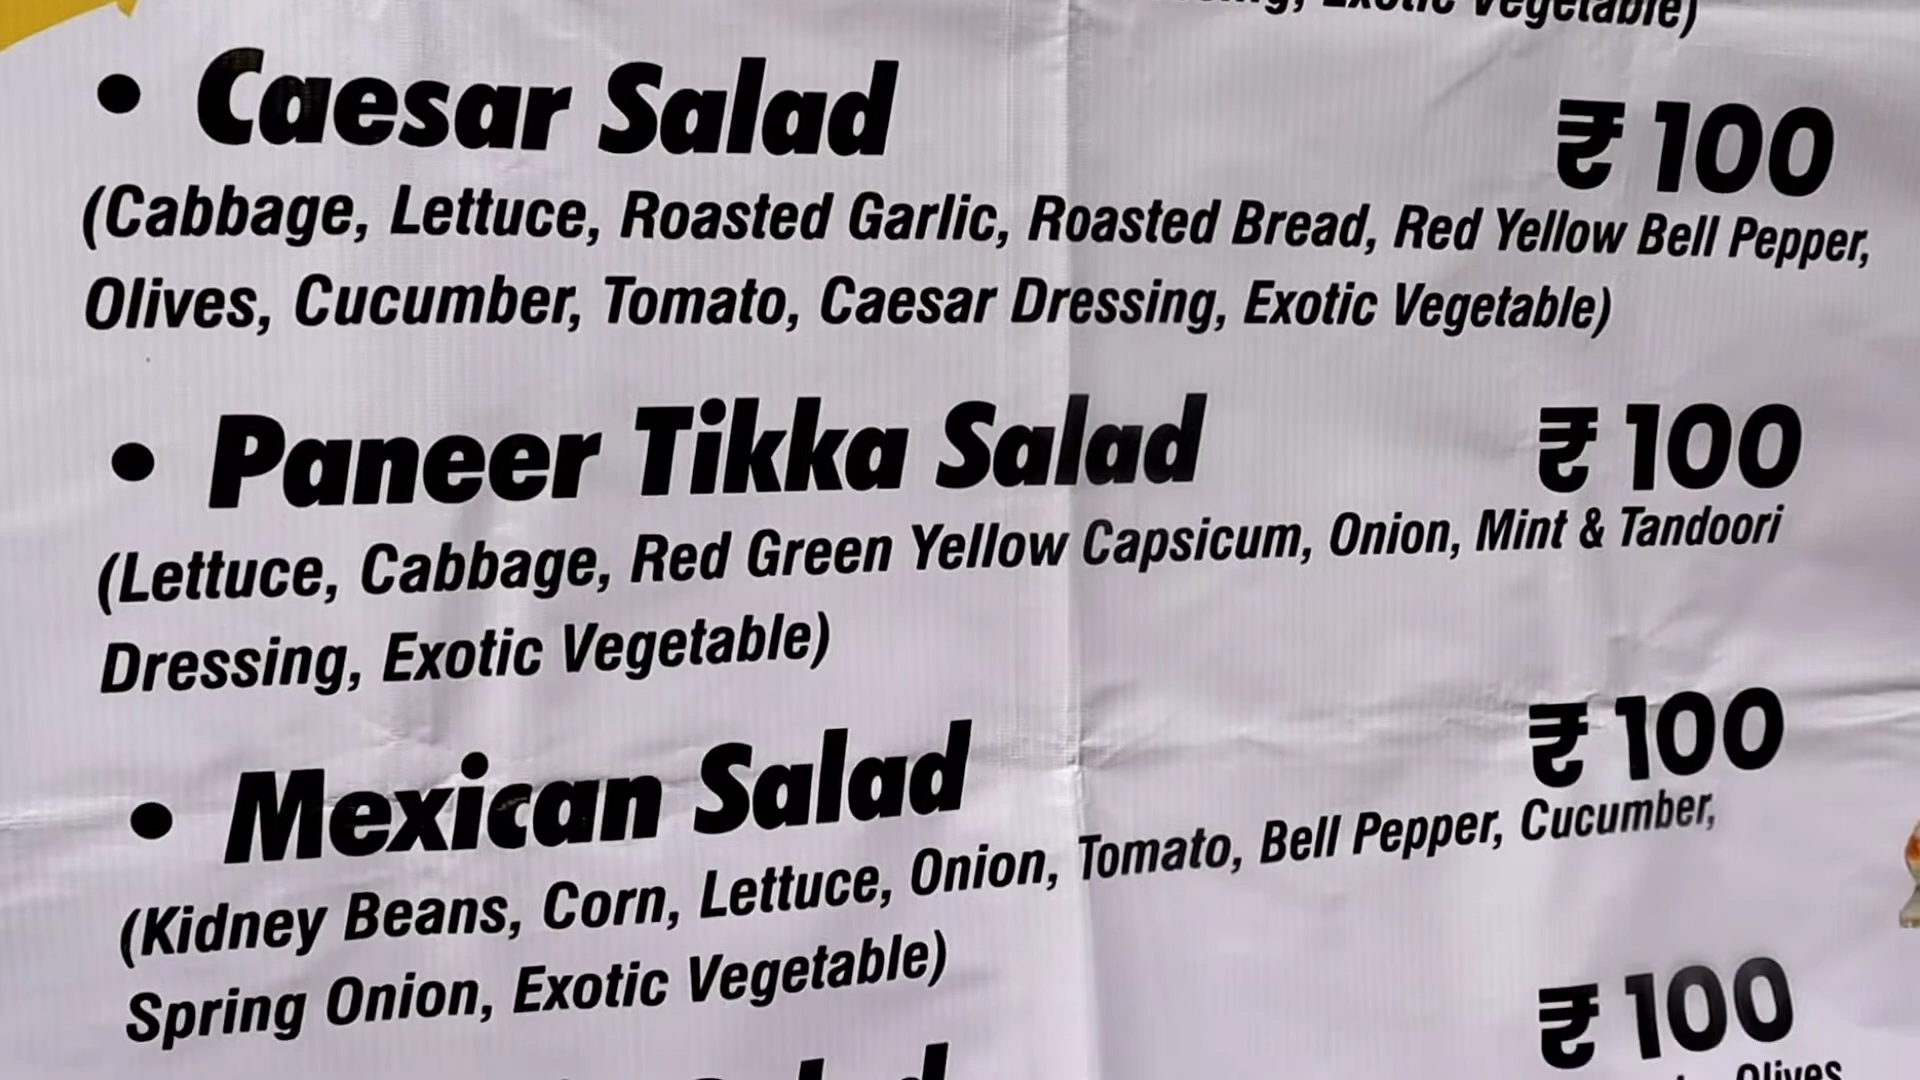 Vegetable)
• Caesar Salad ₹ 100
(Cabbage, Lettuce, Roasted Garlic, Roasted Bread, Red Yellow Bell Pepper,
Olives, Cucumber, Tomato, Caesar Dressing, Exotic Vegetable)
• Paneer Tikka Salad ₹ 100
(Lettuce, Cabbage, Red Green Yellow Capsicum, Onion, Mint & Tandoori
Dressing, Exotic Vegetable)
• Mexican Salad ₹ 100
(Kidney Beans, Corn, Lettuce, Onion, Tomato, Bell Pepper, Cucumber,
Spring Onion, Exotic Vegetable)
₹ 100
Olives